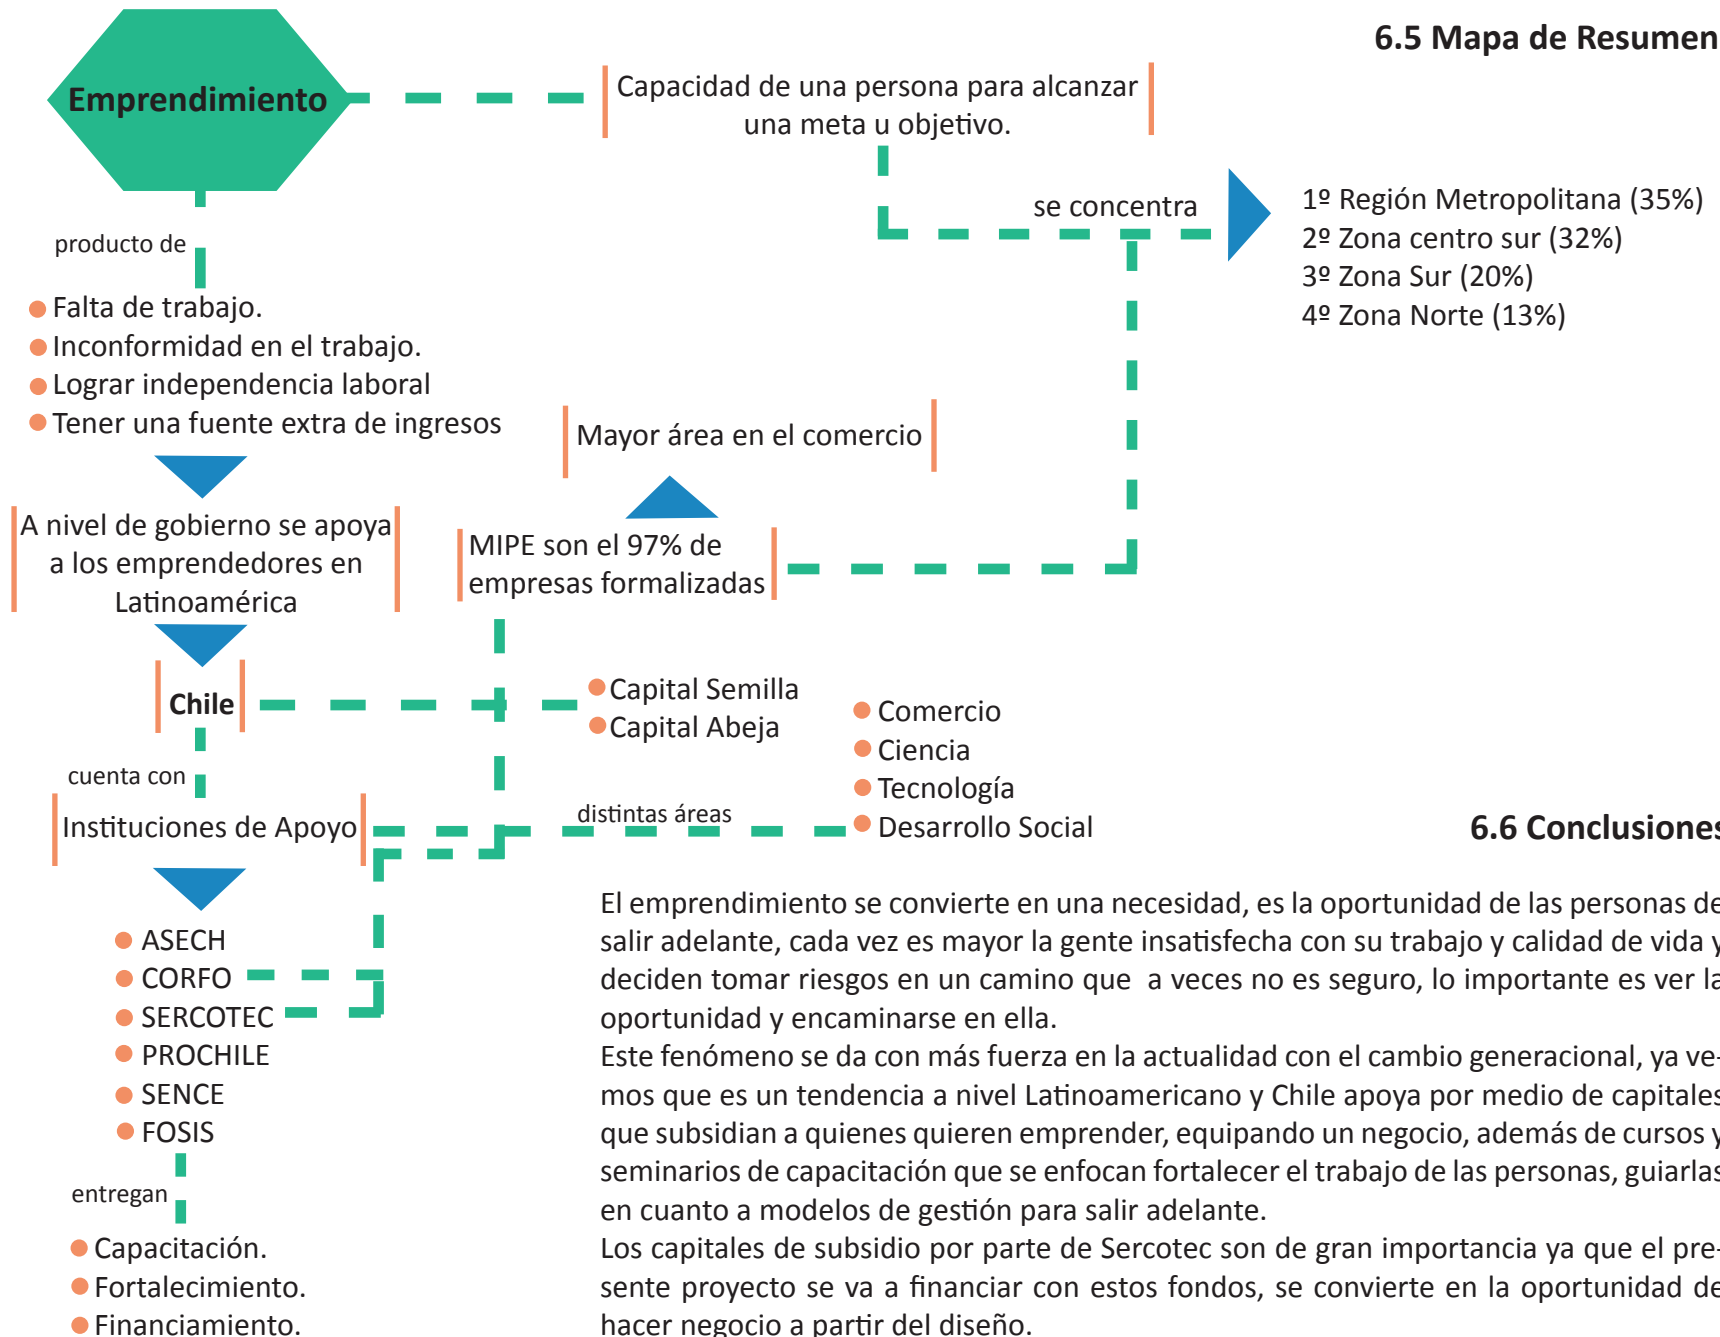 6.5 Mapa de Resumen
Emprendimiento
Capacidad de una persona para alcanzar
una meta u objetivo.
se concentra
1º Región Metropolitana (35%)
2º Zona centro sur (32%)
3º Zona Sur (20%)
4º Zona Norte (13%)
producto de
Falta de trabajo.
Inconformidad en el trabajo.
Lograr independencia laboral
Tener una fuente extra de ingresos
Mayor área en el comercio
A nivel de gobierno se apoya
a los emprendedores en
Latinoamérica
MIPE son el 97% de
empresas formalizadas
Chile
Capital Semilla
Capital Abeja
cuenta con
Instituciones de Apoyo
distintas áreas
Comercio
Ciencia
Tecnología
Desarrollo Social
ASECH
CORFO
SERCOTEC
PROCHILE
SENCE
FOSIS
entregan
Capacitación.
Fortalecimiento.
Financiamiento.
6.6 Conclusiones
El emprendimiento se convierte en una necesidad, es la oportunidad de las personas de
salir adelante, cada vez es mayor la gente insatisfecha con su trabajo y calidad de vida y
deciden tomar riesgos en un camino que a veces no es seguro, lo importante es ver la
oportunidad y encaminarse en ella.
Este fenómeno se da con más fuerza en la actualidad con el cambio generacional, ya ve-
mos que es un tendencia a nivel Latinoamericano y Chile apoya por medio de capitales
que subsidian a quienes quieren emprender, equipando un negocio, además de cursos y
seminarios de capacitación que se enfocan fortalecer el trabajo de las personas, guiarlas
en cuanto a modelos de gestión para salir adelante.
Los capitales de subsidio por parte de Sercotec son de gran importancia ya que el pre-
sente proyecto se va a financiar con estos fondos, se convierte en la oportunidad de
hacer negocio a partir del diseño.